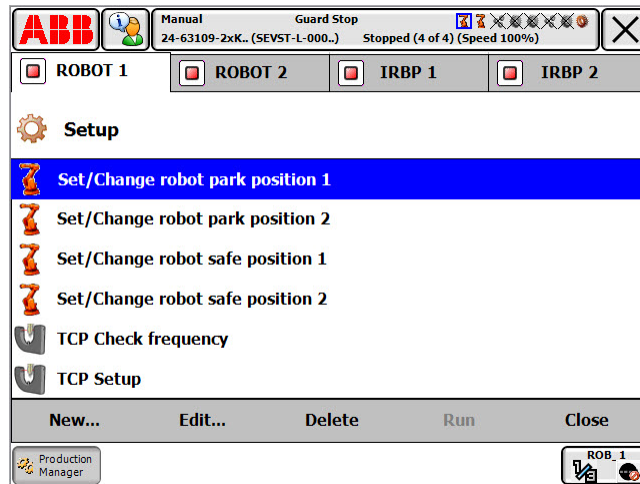 ABB
Manual Guard Stop
24-63109-2xK.. (SEVST-L-000..) Stopped (4 of 4) (Speed 100%)
ROBOT 1 ROBOT 2 IRBP 1 IRBP 2
Setup
Set/Change robot park position 1
Set/Change robot park position 2
Set/Change robot safe position 1
Set/Change robot safe position 2
TCP Check frequency
TCP Setup
New... Edit... Delete Run Close
Production
Manager
ROB_1
1/3